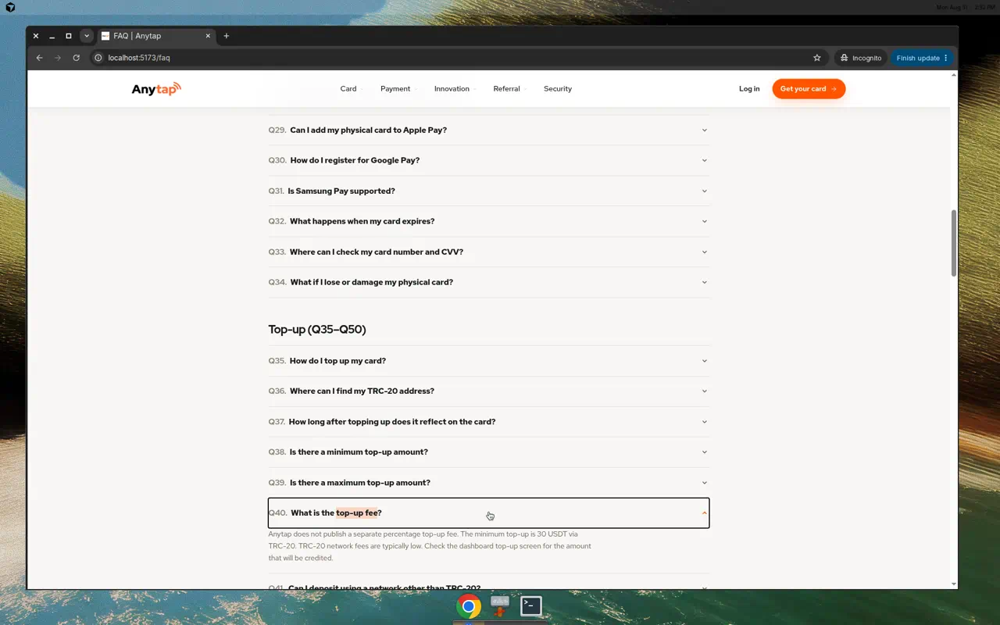 Mon Aug 31 2:52 PM
FAQ | Anytap
localhost:5173/faq
Incognito
Finish update
Anytap
Card
Payment
Innovation
Referral
Security
Log in
Get your card →
Q29. Can I add my physical card to Apple Pay?
Q30. How do I register for Google Pay?
Q31. Is Samsung Pay supported?
Q32. What happens when my card expires?
Q33. Where can I check my card number and CVV?
Q34. What if I lose or damage my physical card?
Top-up (Q35–Q50)
Q35. How do I top up my card?
Q36. Where can I find my TRC-20 address?
Q37. How long after topping up does it reflect on the card?
Q38. Is there a minimum top-up amount?
Q39. Is there a maximum top-up amount?
Q40. What is the top-up fee?
Anytap does not publish a separate percentage top-up fee. The minimum top-up is 30 USDT via
TRC-20. TRC-20 network fees are typically low. Check the dashboard top-up screen for the amount
that will be credited.
Q41. Can I deposit using a network other than TRC-20?